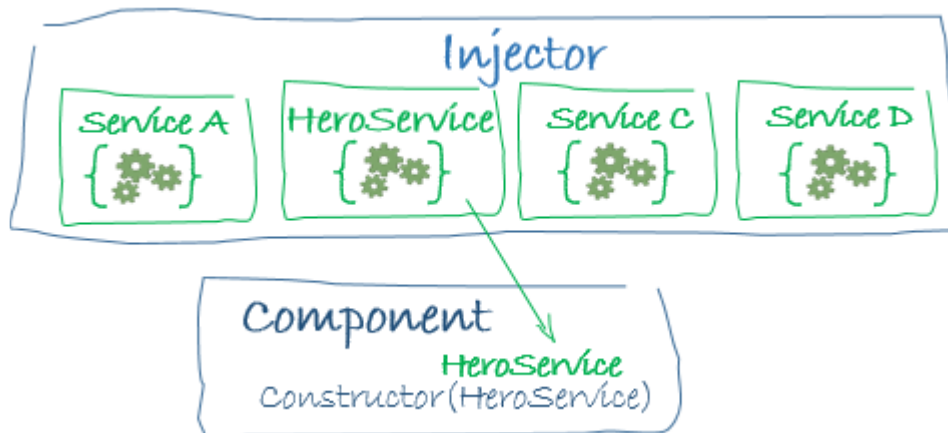 Injector
Service A
HeroService
Service C
Service D
Component
HeroService
Constructor(HeroService)